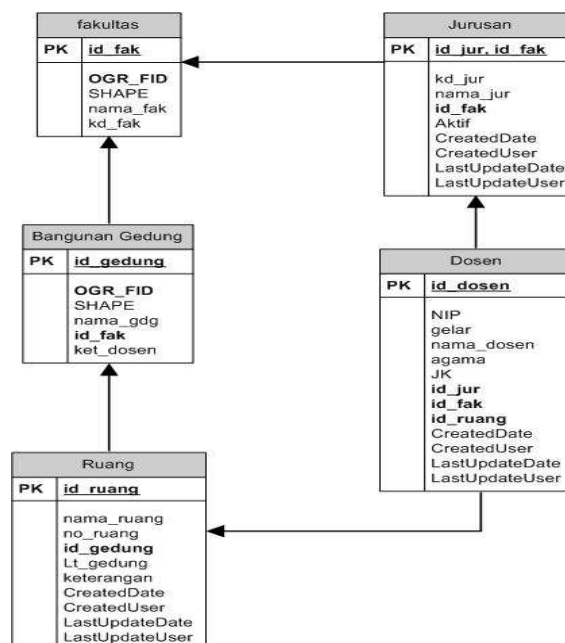 fakultas
PK id_fak
OGR_FID
SHAPE
nama_fak
kd_fak
Jurusan
PK id_jur, id_fak
kd_jur
nama_jur
id_fak
Aktif
CreatedDate
CreatedUser
LastUpdateDate
LastUpdateUser
Bangunan Gedung
PK id_gedung
OGR_FID
SHAPE
nama_gdg
id_fak
ket_dosen
Dosen
PK id_dosen
NIP
gelar
nama_dosen
agama
JK
id_jur
id_fak
id_ruang
CreatedDate
CreatedUser
LastUpdateDate
LastUpdateUser
Ruang
PK id_ruang
nama_ruang
no_ruang
id_gedung
Lt_gedung
keterangan
CreatedDate
CreatedUser
LastUpdateDate
LastUpdateUser